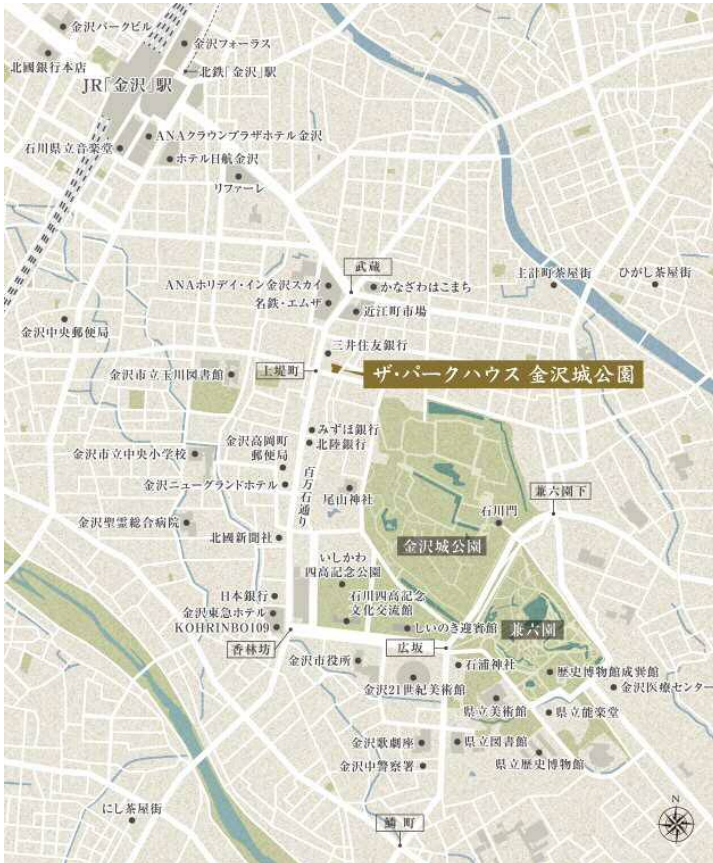 金沢パークビル
金沢フォーラス
北國銀行本店
北鉄「金沢」駅
JR「金沢」駅
ANAクラウンプラザホテル金沢
石川県立音楽堂
ホテル日航金沢
リファーレ
武蔵
ANAホリデイ・イン金沢スカイ
かなざわはこまち
主計町茶屋街
ひがし茶屋街
名鉄・エムザ
近江町市場
金沢中央郵便局
三井住友銀行
上堤町
金沢市立玉川図書館
ザ・パークハウス 金沢城公園
みずほ銀行
北陸銀行
金沢高岡町
郵便局
金沢市立中央小学校
百万石通り
金沢ニューグランドホテル
尾山神社
兼六園下
石川門
金沢聖霊総合病院
北國新聞社
金沢城公園
いしかわ
四高記念公園
日本銀行
石川四高記念
文化交流館
金沢東急ホテル
KOHRINBO109
しいのき迎賓館
兼六園
香林坊
広坂
金沢市役所
石浦神社
歴史博物館成巽館
金沢21世紀美術館
金沢医療センター
県立美術館
県立能楽堂
金沢歌劇座
県立図書館
金沢中警察署
県立歴史博物館
にし茶屋街
鱗町
N